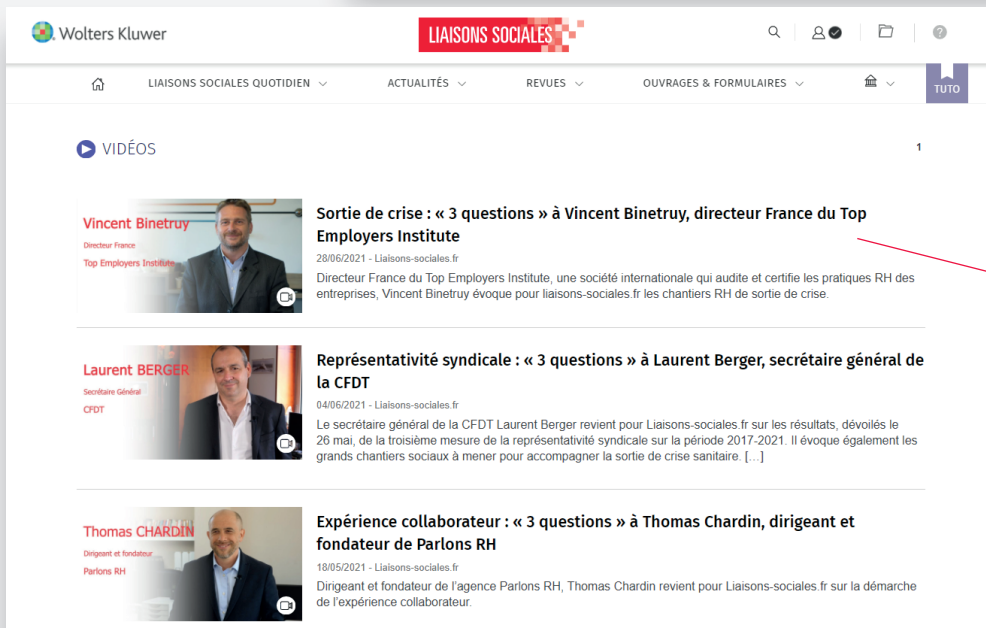 Wolters Kluwer
LIAISONS SOCIALES
?
LIAISONS SOCIALES QUOTIDIEN
ACTUALITÉS
REVUES
OUVRAGES & FORMULAIRES
TUTO
VIDÉOS
1
Vincent Binetruy
Directeur France
Top Employers Institute
Sortie de crise : « 3 questions » à Vincent Binetruy, directeur France du Top
Employers Institute
28/06/2021 - Liaisons-sociales.fr
Directeur France du Top Employers Institute, une société internationale qui audite et certifie les pratiques RH des
entreprises, Vincent Binetruy évoque pour liaisons-sociales.fr les chantiers RH de sortie de crise.
Laurent BERGER
Secrétaire Général
CFDT
Représentativité syndicale : « 3 questions » à Laurent Berger, secrétaire général de
la CFDT
04/06/2021 - Liaisons-sociales.fr
Le secrétaire général de la CFDT Laurent Berger revient pour Liaisons-sociales.fr sur les résultats, dévoilés le
26 mai, de la troisième mesure de la représentativité syndicale sur la période 2017-2021. Il évoque également les
grands chantiers sociaux à mener pour accompagner la sortie de crise sanitaire. […]
Thomas CHARDIN
Dirigeant et fondateur
Parlons RH
Expérience collaborateur : « 3 questions » à Thomas Chardin, dirigeant et
fondateur de Parlons RH
18/05/2021 - Liaisons-sociales.fr
Dirigeant et fondateur de l'agence Parlons RH, Thomas Chardin revient pour Liaisons-sociales.fr sur la démarche
de l'expérience collaborateur.